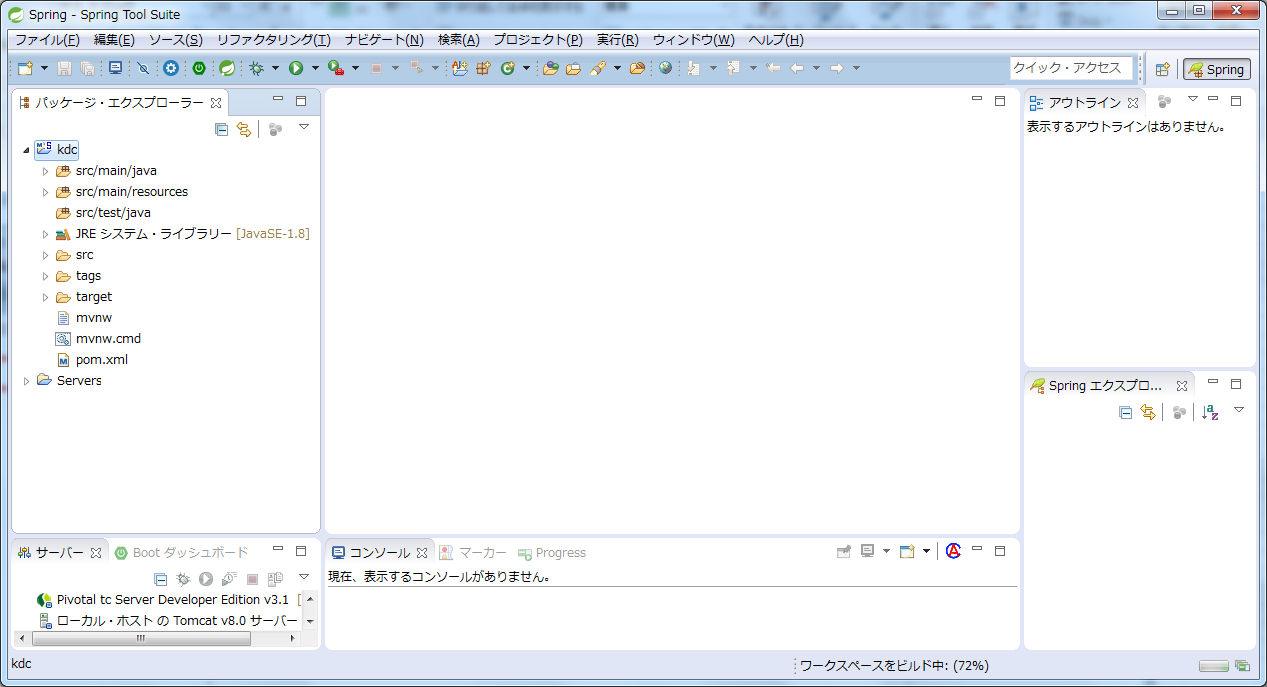 Spring - Spring Tool Suite
ファイル(F) 編集(E) ソース(S) リファクタリング(T) ナビゲート(N) 検索(A) プロジェクト(P) 実行(R) ウィンドウ(W) ヘルプ(H)
クイック・アクセス Spring
パッケージ・エクスプローラー
kdc
src/main/java
src/main/resources
src/test/java
JRE システム・ライブラリー [JavaSE-1.8]
src
tags
target
mvnw
mvnw.cmd
pom.xml
Servers
アウトライン
表示するアウトラインはありません。
Spring エクスプロ...
サーバー Boot ダッシュボード
Pivotal tc Server Developer Edition v3.1 [
ローカル・ホスト の Tomcat v8.0 サーバー
コンソール マーカー Progress
現在、表示するコンソールがありません。
kdc
ワークスペースをビルド中: (72%)